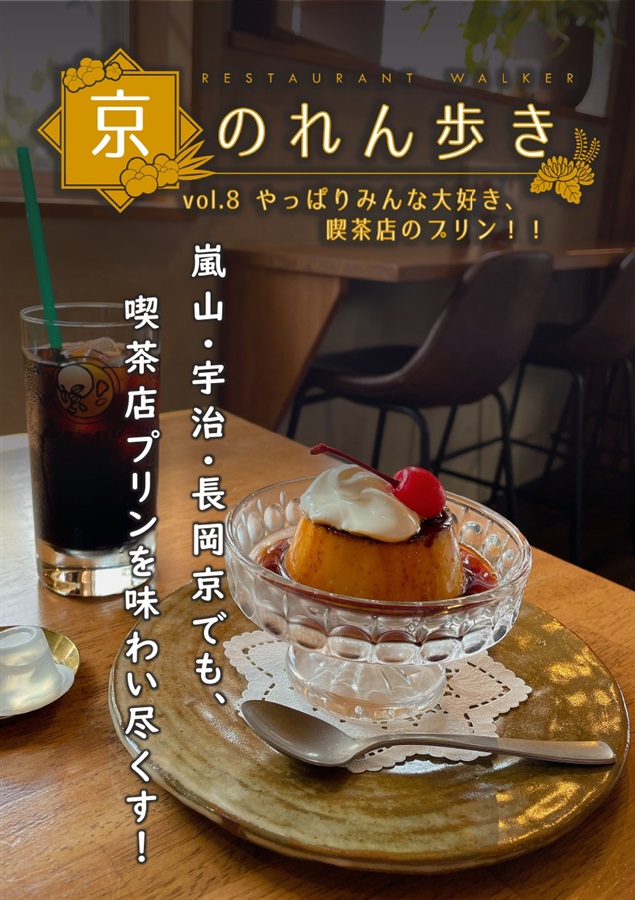 RESTAURANT WALKER
京のれん歩き
vol.8 やっぱりみんな大好き、
喫茶店のプリン！！
嵐山・宇治・長岡京でも、
喫茶店プリンを味わい尽くす！